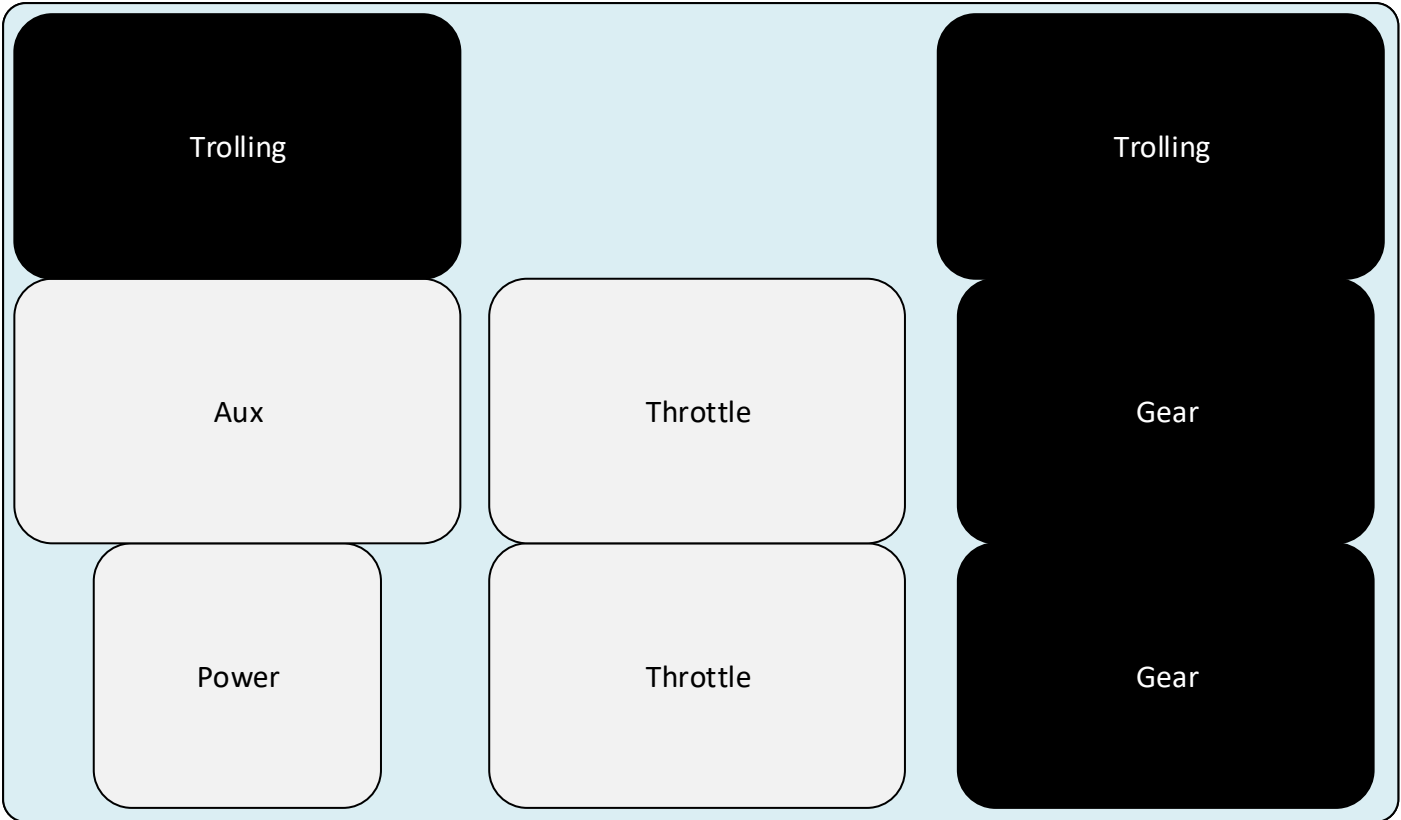 Trolling
Trolling
Aux
Throttle
Gear
Power
Throttle
Gear